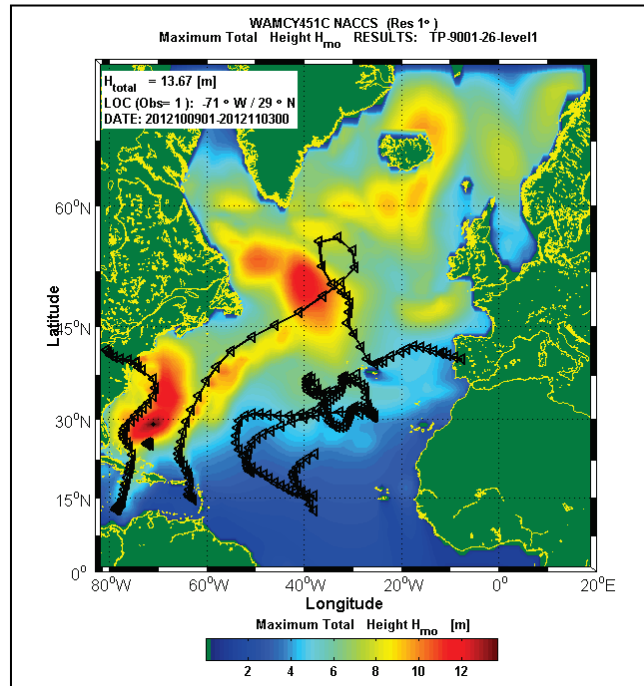 WAMCY451C NACCS (Res 1° )
Maximum Total Height Hmo RESULTS: TP-9001-26-level1
Htotal = 13.67 [m]
LOC (Obs= 1 ): -71 ° W / 29 ° N
DATE: 2012100901-2012110300
60°N
45°N
30°N
15°N
0°
Latitude
80°W 60°W 40°W 20°W 0° 20°E
Longitude
Maximum Total Height Hmo [m]
2 4 6 8 10 12